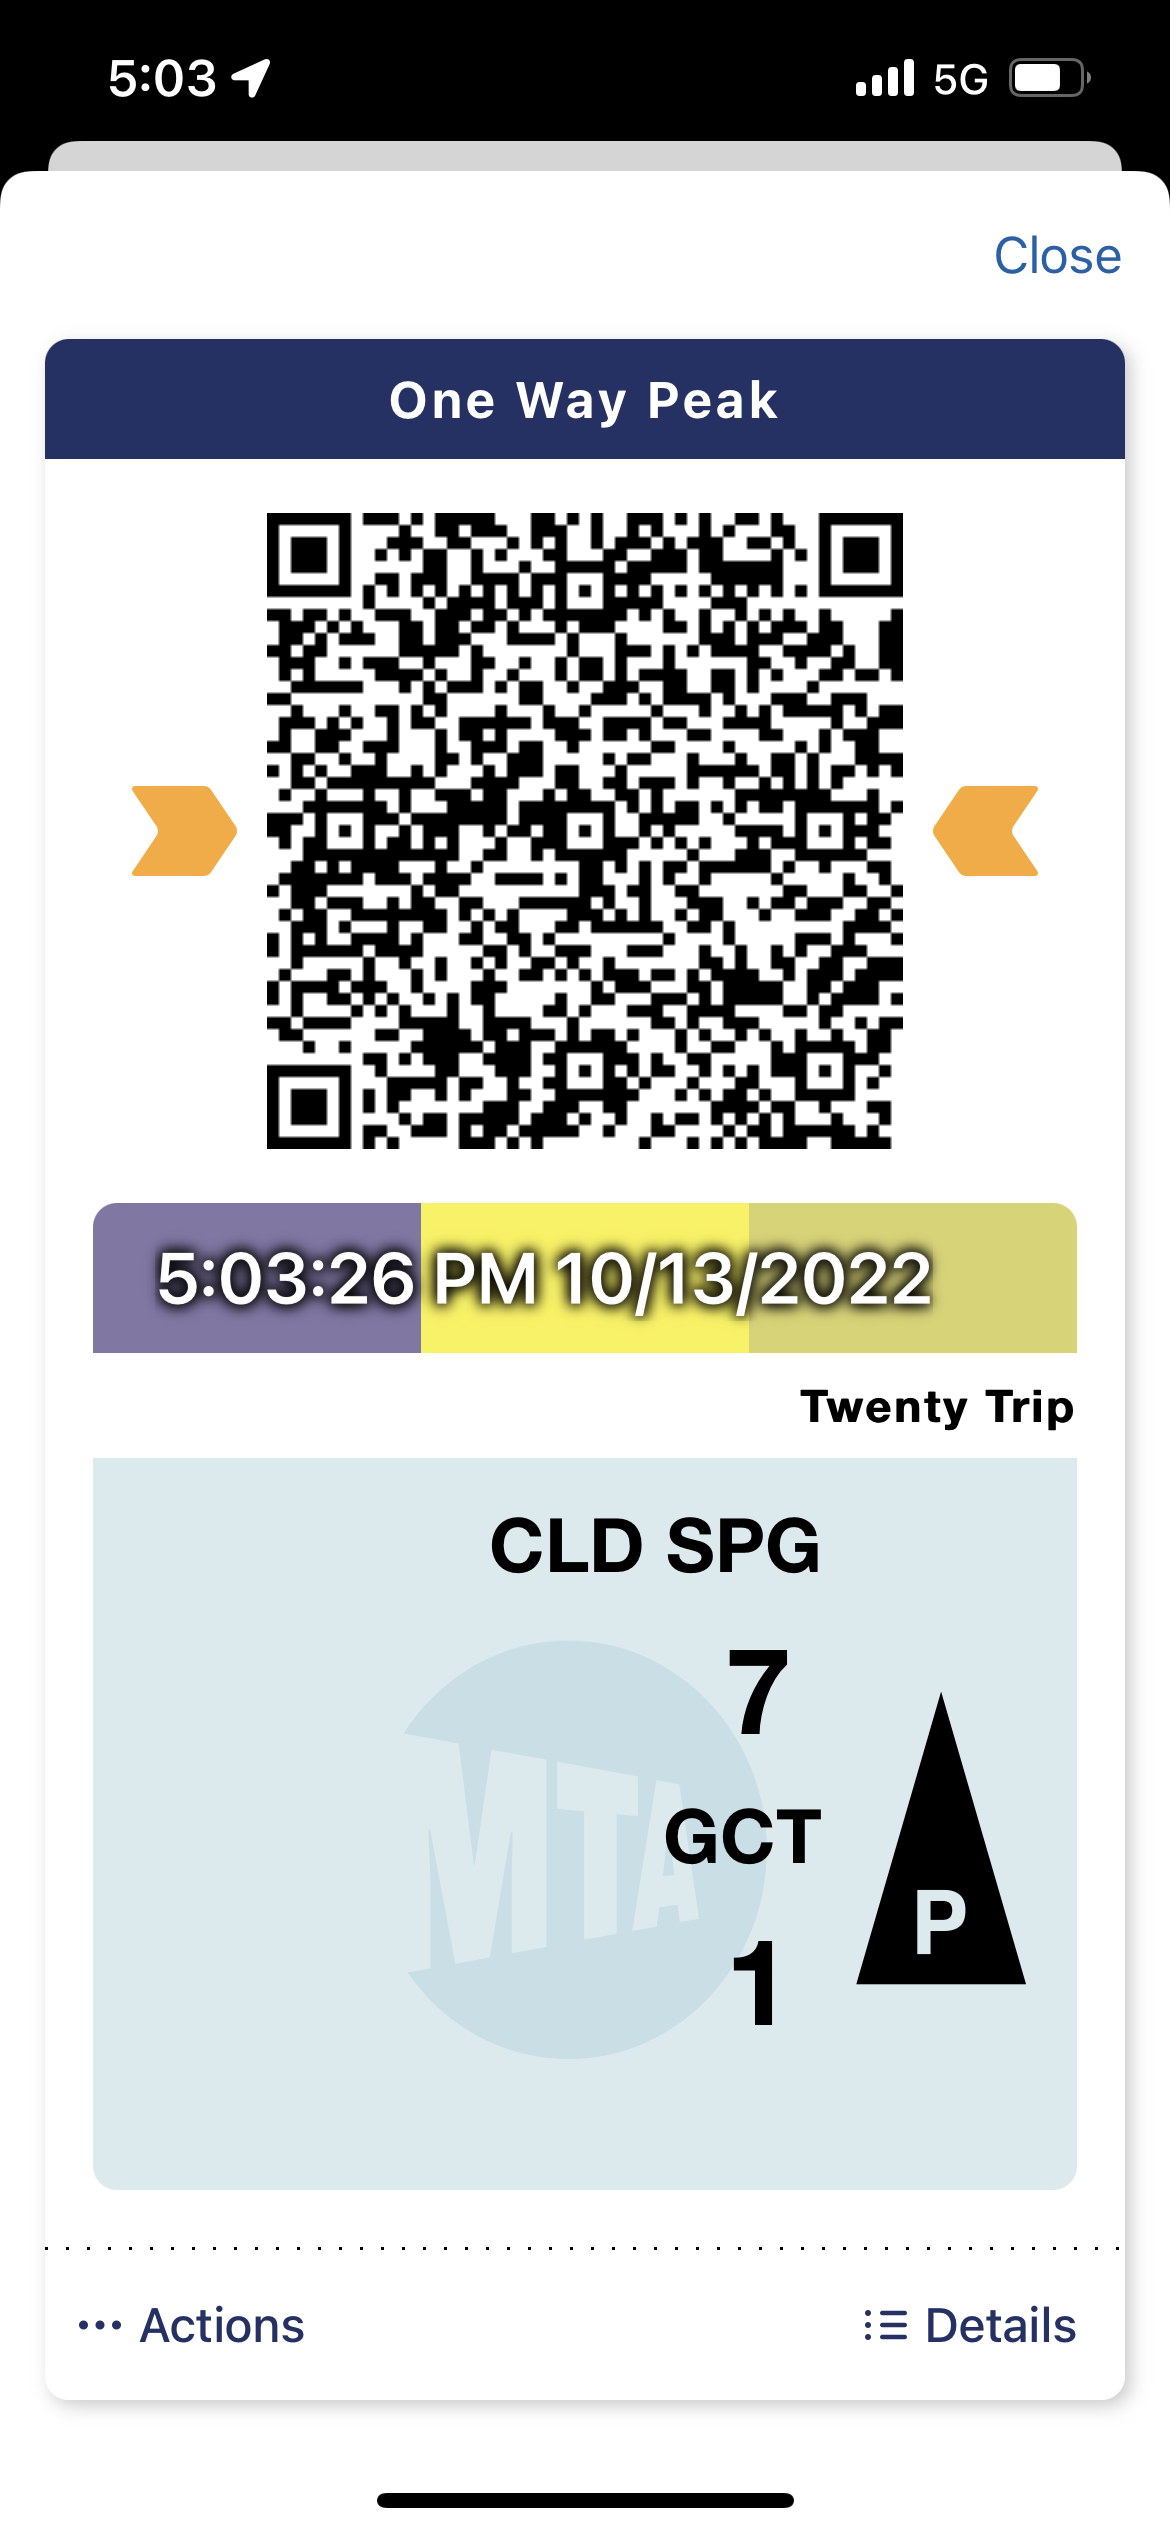 5:03 5G
Close
One Way Peak
5:03:26 PM 10/13/2022
Twenty Trip
CLD SPG
7
MTA
GCT
P
1
Actions
Details